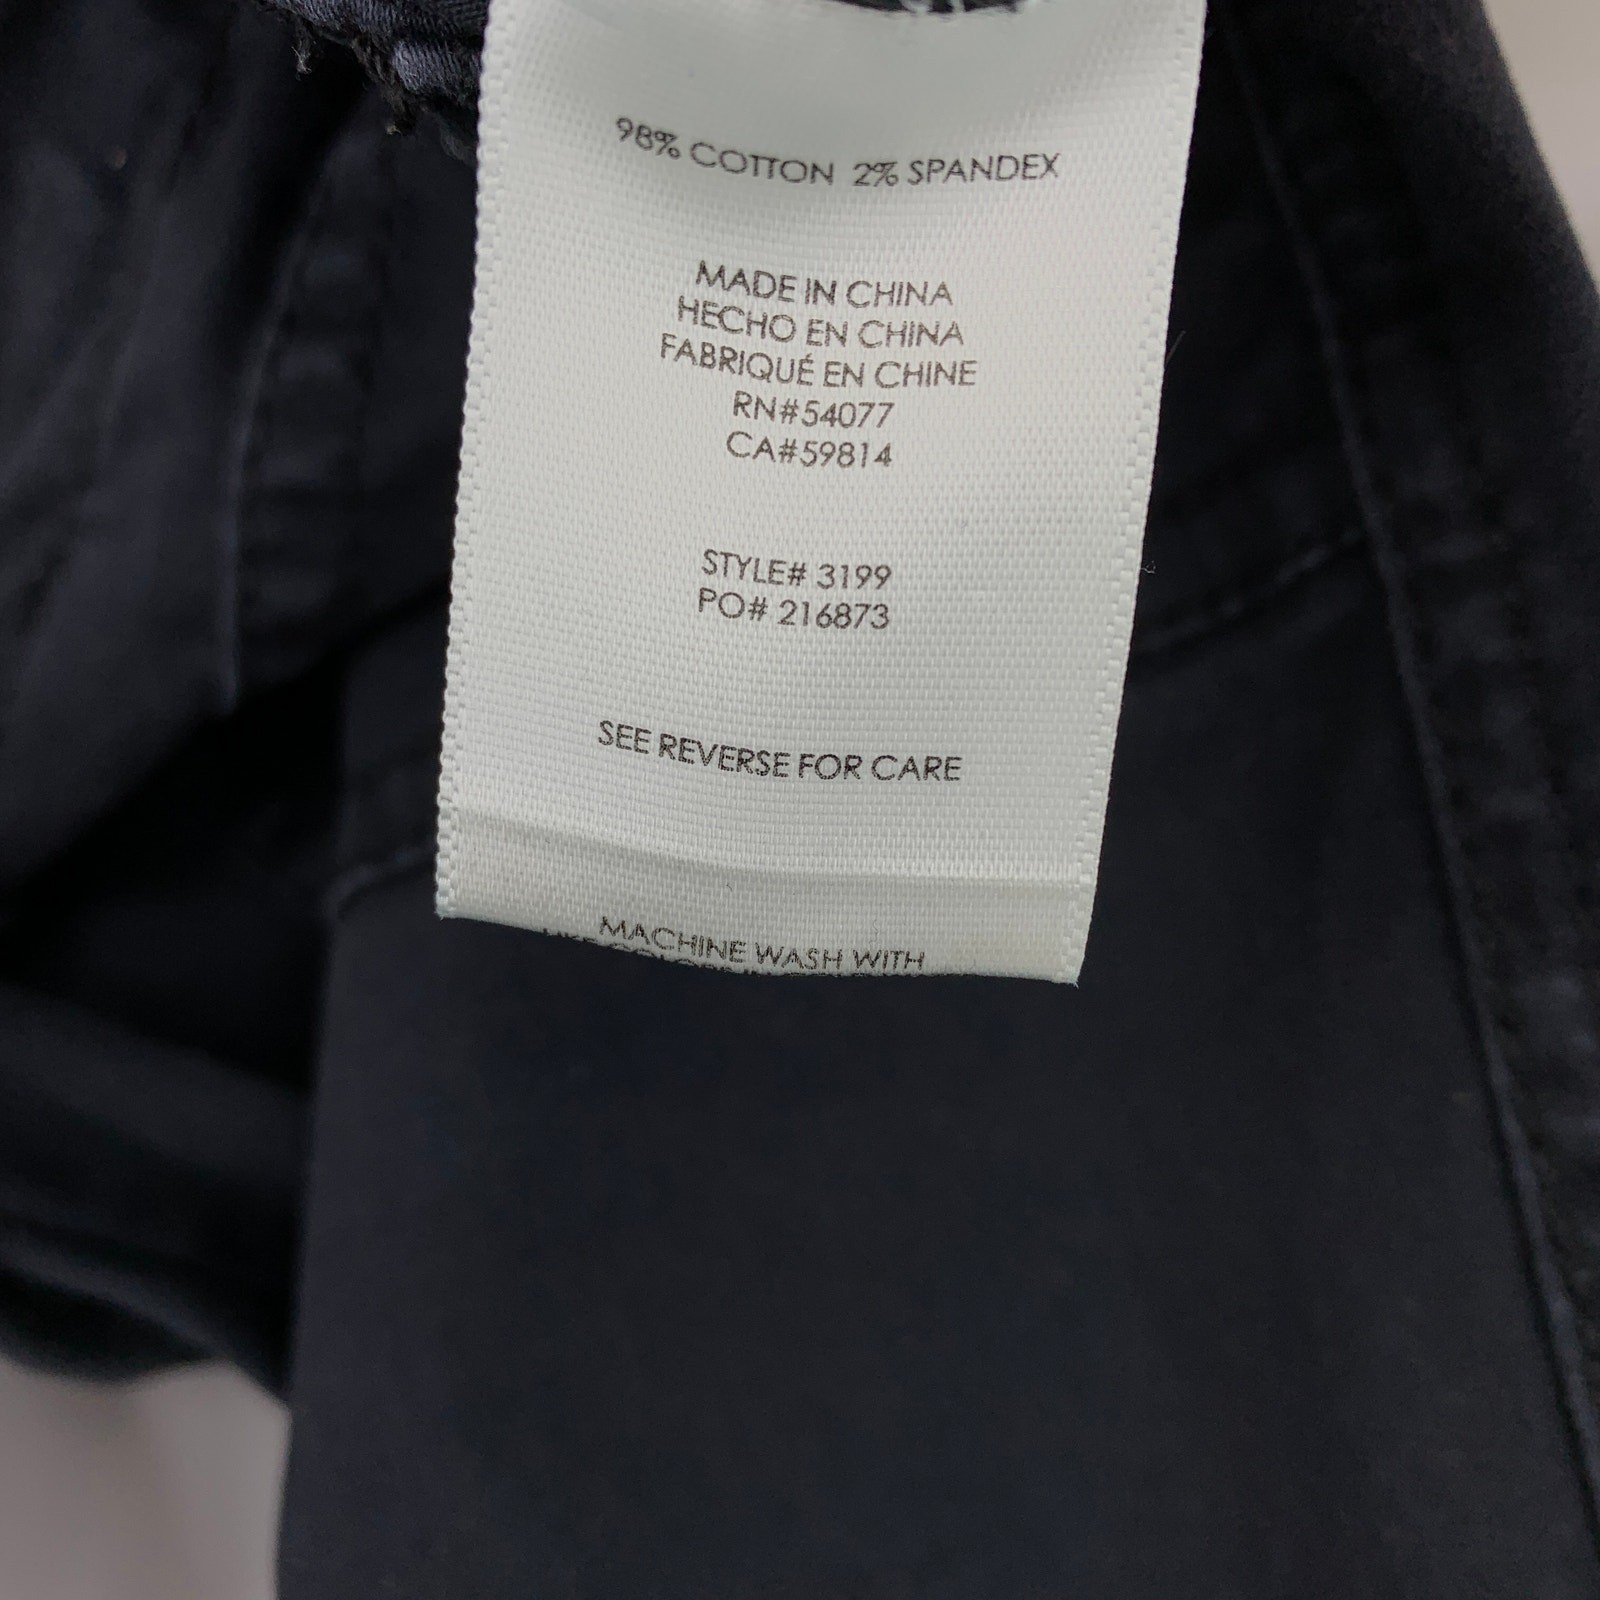 98% COTTON 2% SPANDEX
MADE IN CHINA
HECHO EN CHINA
FABRIQUÉ EN CHINE
RN#54077
CA#59814
STYLE# 3199
PO# 216873
SEE REVERSE FOR CARE
MACHINE WASH WITH